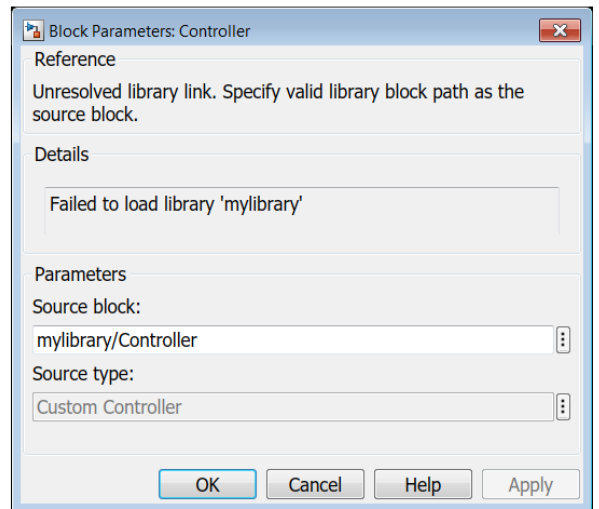 Block Parameters: Controller
Reference
Unresolved library link. Specify valid library block path as the
source block.
Details
Failed to load library 'mylibrary'
Parameters
Source block:
mylibrary/Controller
Source type:
Custom Controller
OK Cancel Help Apply